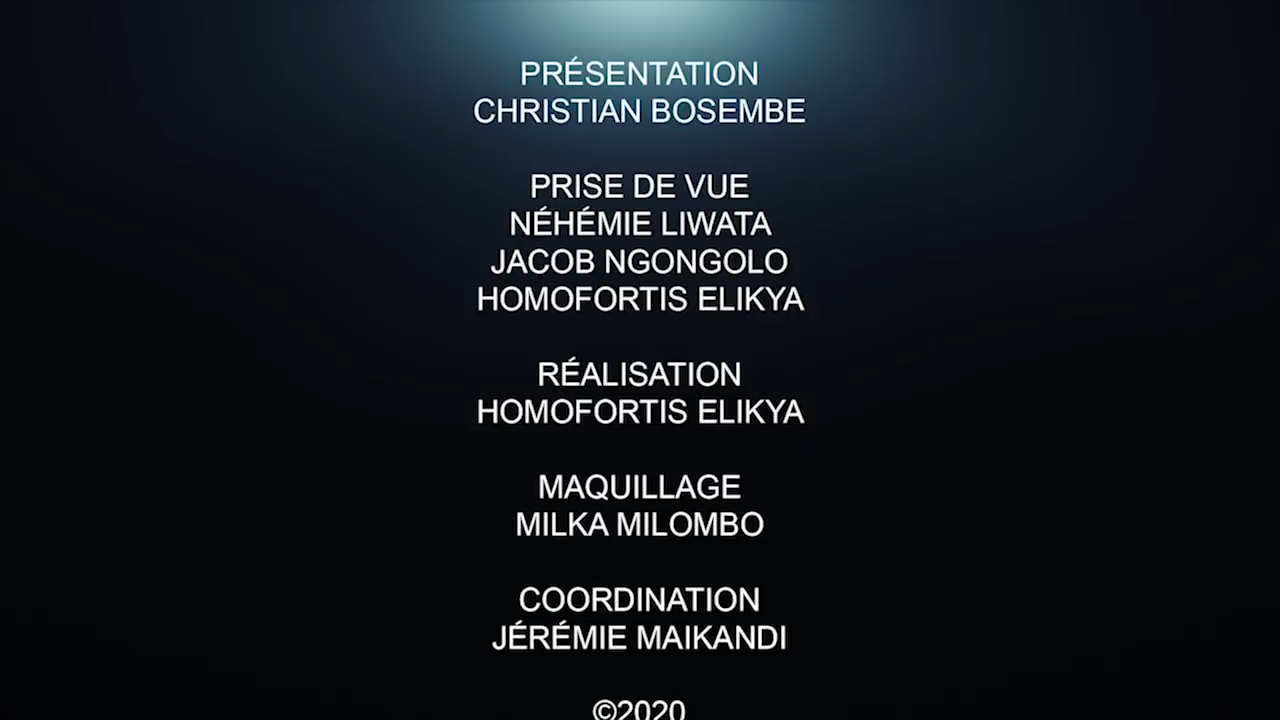 PRÉSENTATION
CHRISTIAN BOSEMBE
PRISE DE VUE
NÉHÉMIE LIWATA
JACOB NGONGOLO
HOMOFORTIS ELIKYA
RÉALISATION
HOMOFORTIS ELIKYA
MAQUILLAGE
MILKA MILOMBO
COORDINATION
JÉRÉMIE MAIKANDI
©2020